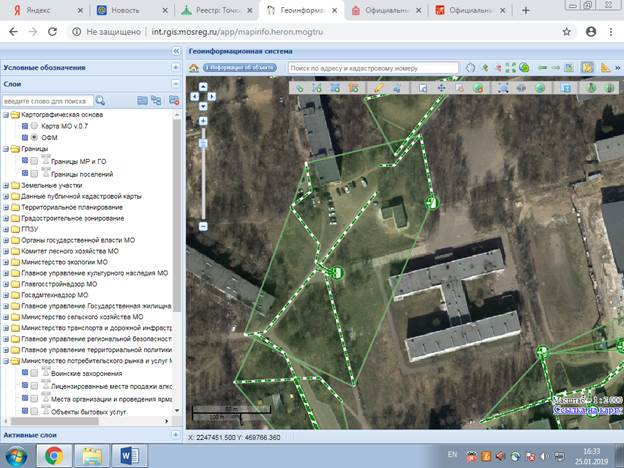 Яндекс
Новость
Реестр: Точки
Геоинформа
Официальны
Официальны
Не защищено | int.rgis.mosreg.ru/app/mapinfo.heron.mogtru
Условные обозначения
Слои
введите слово для поиска
Картографическая основа
Карта МО v.0.7
ОФМ
Границы
Границы МР и ГО
Границы поселений
Земельные участки
Данные публичной кадастровой карты
Территориальное планирование
Градостроительное зонирование
ГПЗУ
Органы государственной власти МО
Комитет лесного хозяйства МО
Министерство экологии МО
Главное управление культурного наследия МО
Главгосстройнадзор МО
Госадмтехнадзор МО
Главное управление Государственная жилищна
Министерство сельского хозяйства МО
Министерство транспорта и дорожной инфраст
Главное управление региональной безопасност
Главное управление территориальной политики
Министерство потребительского рынка и услуг М
Воинские захоронения
Лицензированные места продажи алко
Места организации и проведения ярма
Объекты бытовых услуг
Активные слои
Геоинформационная система
Информация об объекте
Поиск по адресу и кадастровому номеру
Масштаб = 1 : 2 000
Ссылка на карту
X: 2247451.500 Y: 469766.360
EN
16:33
25.01.2019